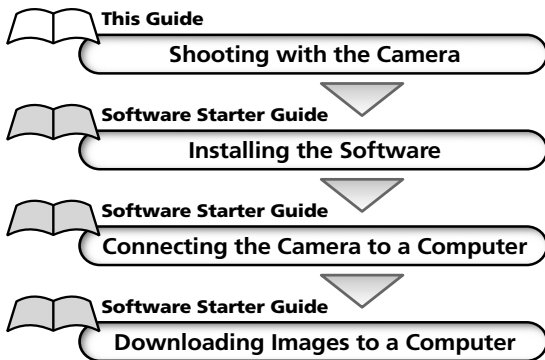 This Guide
Shooting with the Camera
Software Starter Guide
Installing the Software
Software Starter Guide
Connecting the Camera to a Computer
Software Starter Guide
Downloading Images to a Computer